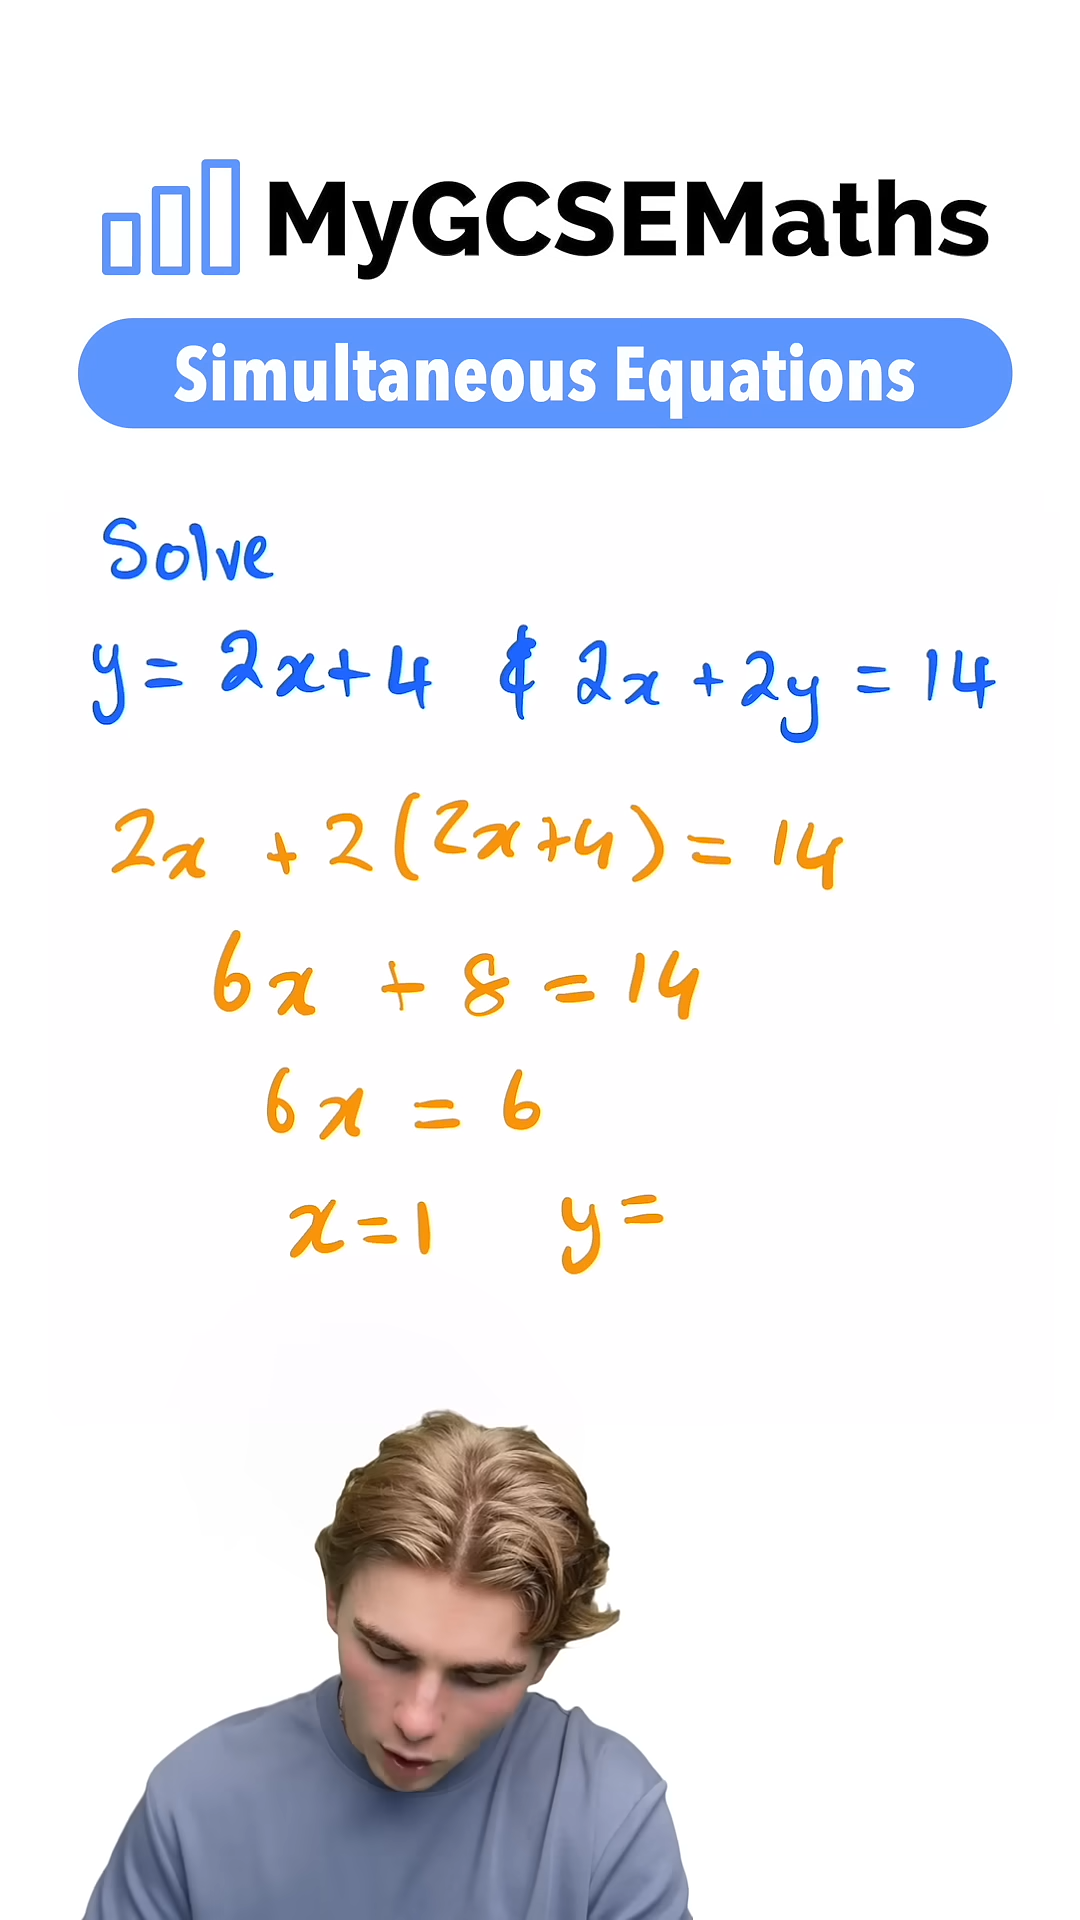 MyGCSEMaths
Simultaneous Equations
Solve
y = 2x + 4 & 2x + 2y = 14
2x + 2(2x+4) = 14
6x + 8 = 14
6x = 6
x = 1 y =